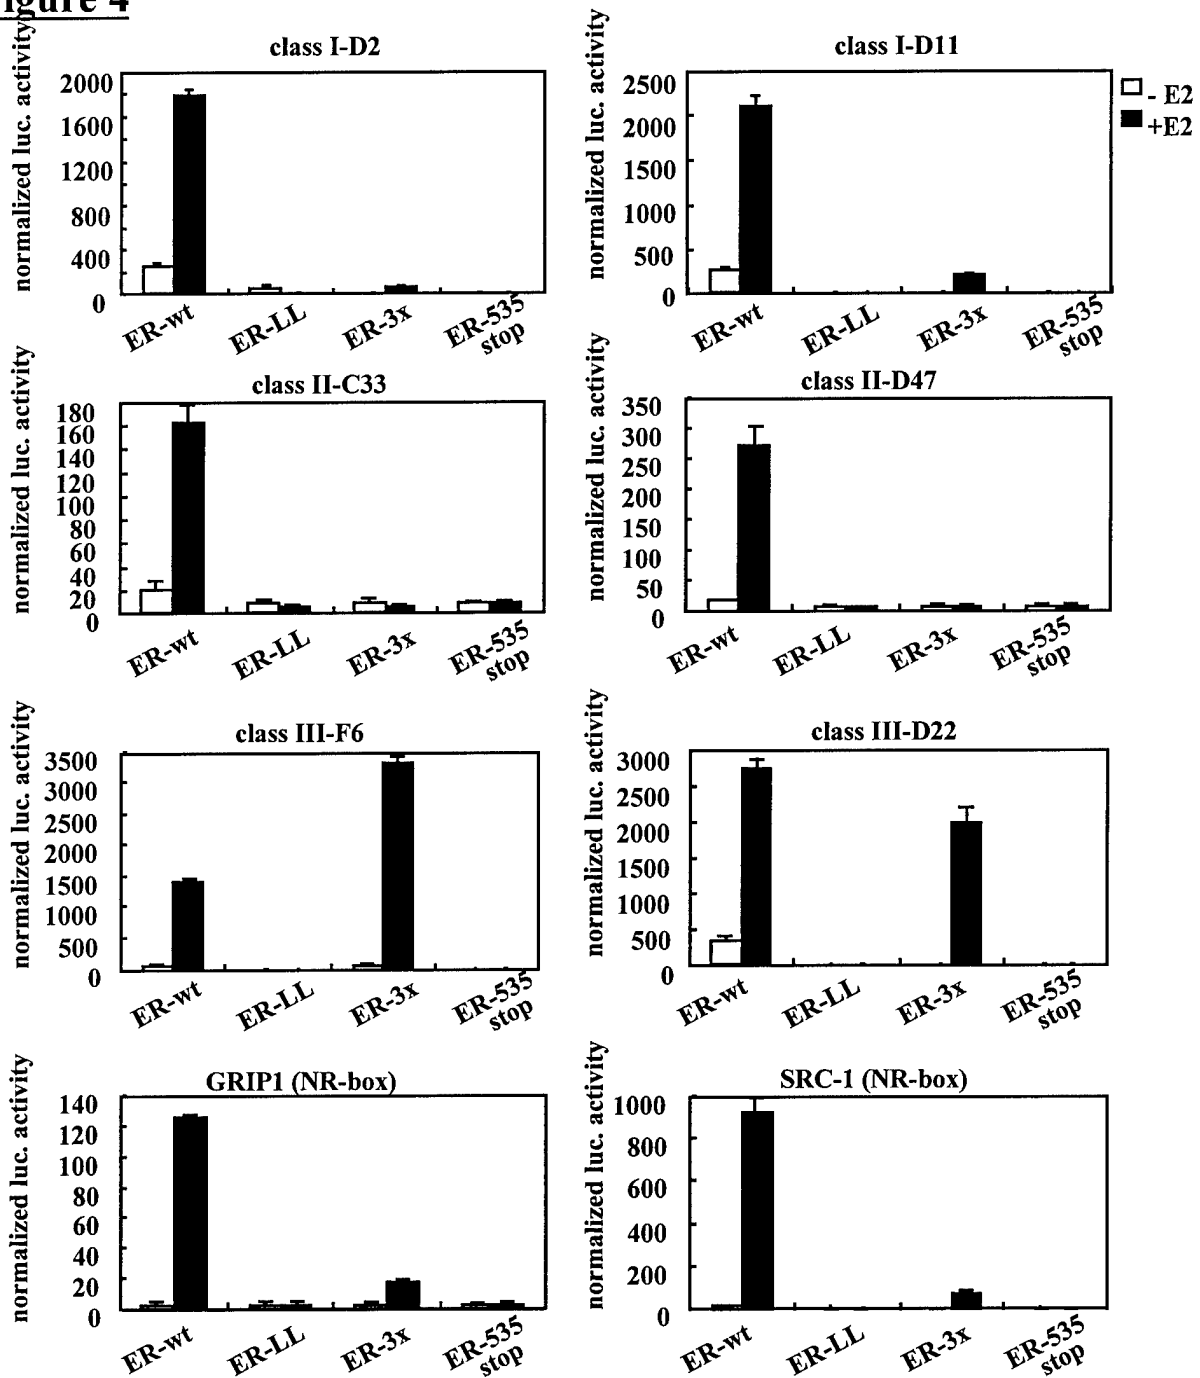 Figure 4
class I-D2
normalized luc. activity
2000
1600
1200
800
400
0
ER-wt
ER-LL
ER-3x
ER-535
stop
class I-D11
normalized luc. activity
2500
2000
1500
1000
500
0
ER-wt
ER-LL
ER-3x
ER-535
stop
- E2
+E2
class II-C33
normalized luc. activity
180
160
140
120
100
80
60
40
20
0
ER-wt
ER-LL
ER-3x
ER-535
stop
class II-D47
normalized luc. activity
350
300
250
200
150
100
50
0
ER-wt
ER-LL
ER-3x
ER-535
stop
class III-F6
normalized luc. activity
3500
3000
2500
2000
1500
1000
500
0
ER-wt
ER-LL
ER-3x
ER-535
stop
class III-D22
normalized luc. activity
3000
2500
2000
1500
1000
500
0
ER-wt
ER-LL
ER-3x
ER-535
stop
GRIP1 (NR-box)
normalized luc. activity
140
120
100
80
60
40
20
0
ER-wt
ER-LL
ER-3x
ER-535
stop
SRC-1 (NR-box)
normalized luc. activity
1000
800
600
400
200
0
ER-wt
ER-LL
ER-3x
ER-535
stop